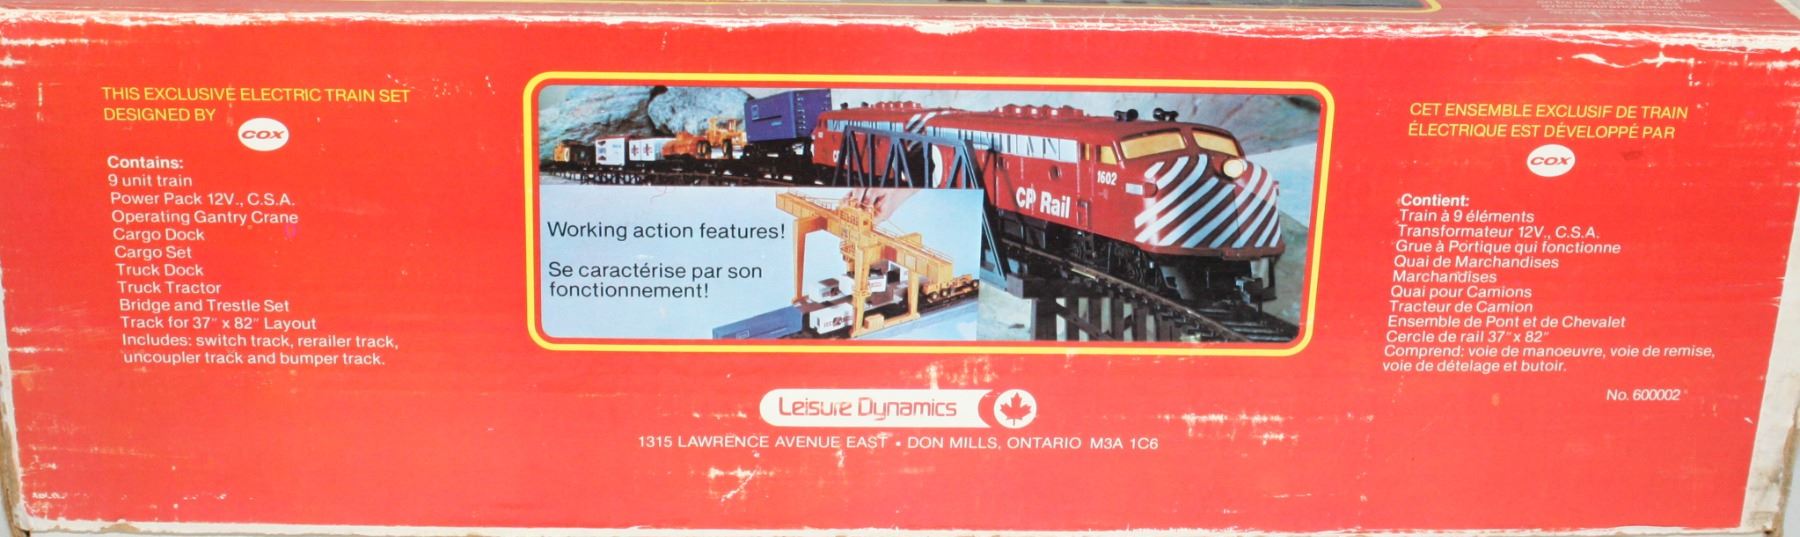 THIS EXCLUSIVE ELECTRIC TRAIN SET
DESIGNED BY
COX
Contains:
9 unit train
Power Pack 12V., C.S.A.
Operating Gantry Crane
Cargo Dock
Cargo Set
Truck Dock
Truck Tractor
Bridge and Trestle Set
Track for 37" x 82" Layout
Includes: switch track, rerailer track,
uncoupler track and bumper track.
1602
CP Rail
Working action features!
Se caractérise par son
fonctionnement!
CET ENSEMBLE EXCLUSIF DE TRAIN
ÉLECTRIQUE EST DÉVELOPPÉ PAR
COX
Contient:
Train à 9 éléments
Transformateur 12V., C.S.A.
Grue à Portique qui fonctionne
Quai de Marchandises
Marchandises
Quai pour Camions
Tracteur de Camion
Ensemble de Pont et de Chevalet
Cercle de rail 37" x 82"
Comprend: voie de manoeuvre, voie de remise,
voie de dételage et butoir.
No. 600002
Leisure Dynamics
1315 LAWRENCE AVENUE EAST • DON MILLS, ONTARIO M3A 1C6